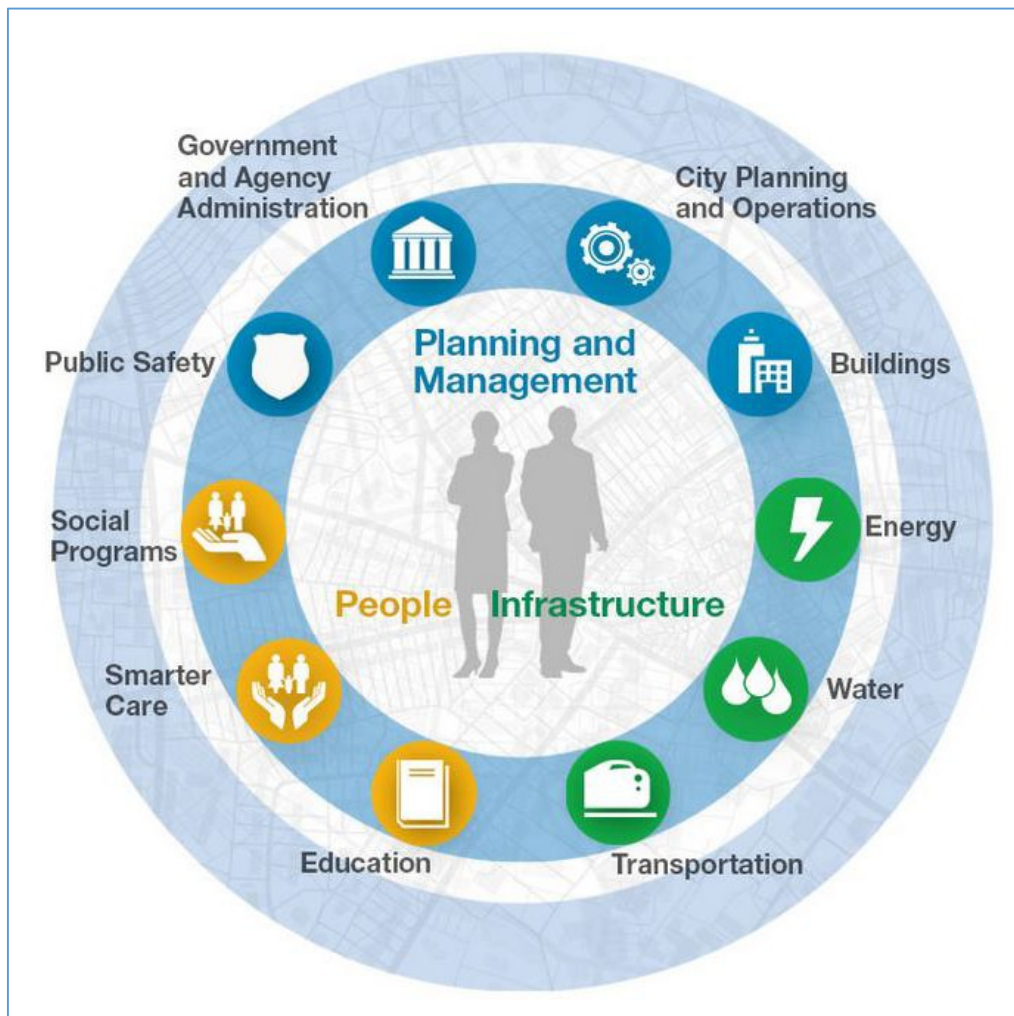 Government
and Agency
Administration
City Planning
and Operations
Public Safety
Planning and
Management
Buildings
Social
Programs
Energy
People
Infrastructure
Smarter
Care
Water
Education
Transportation